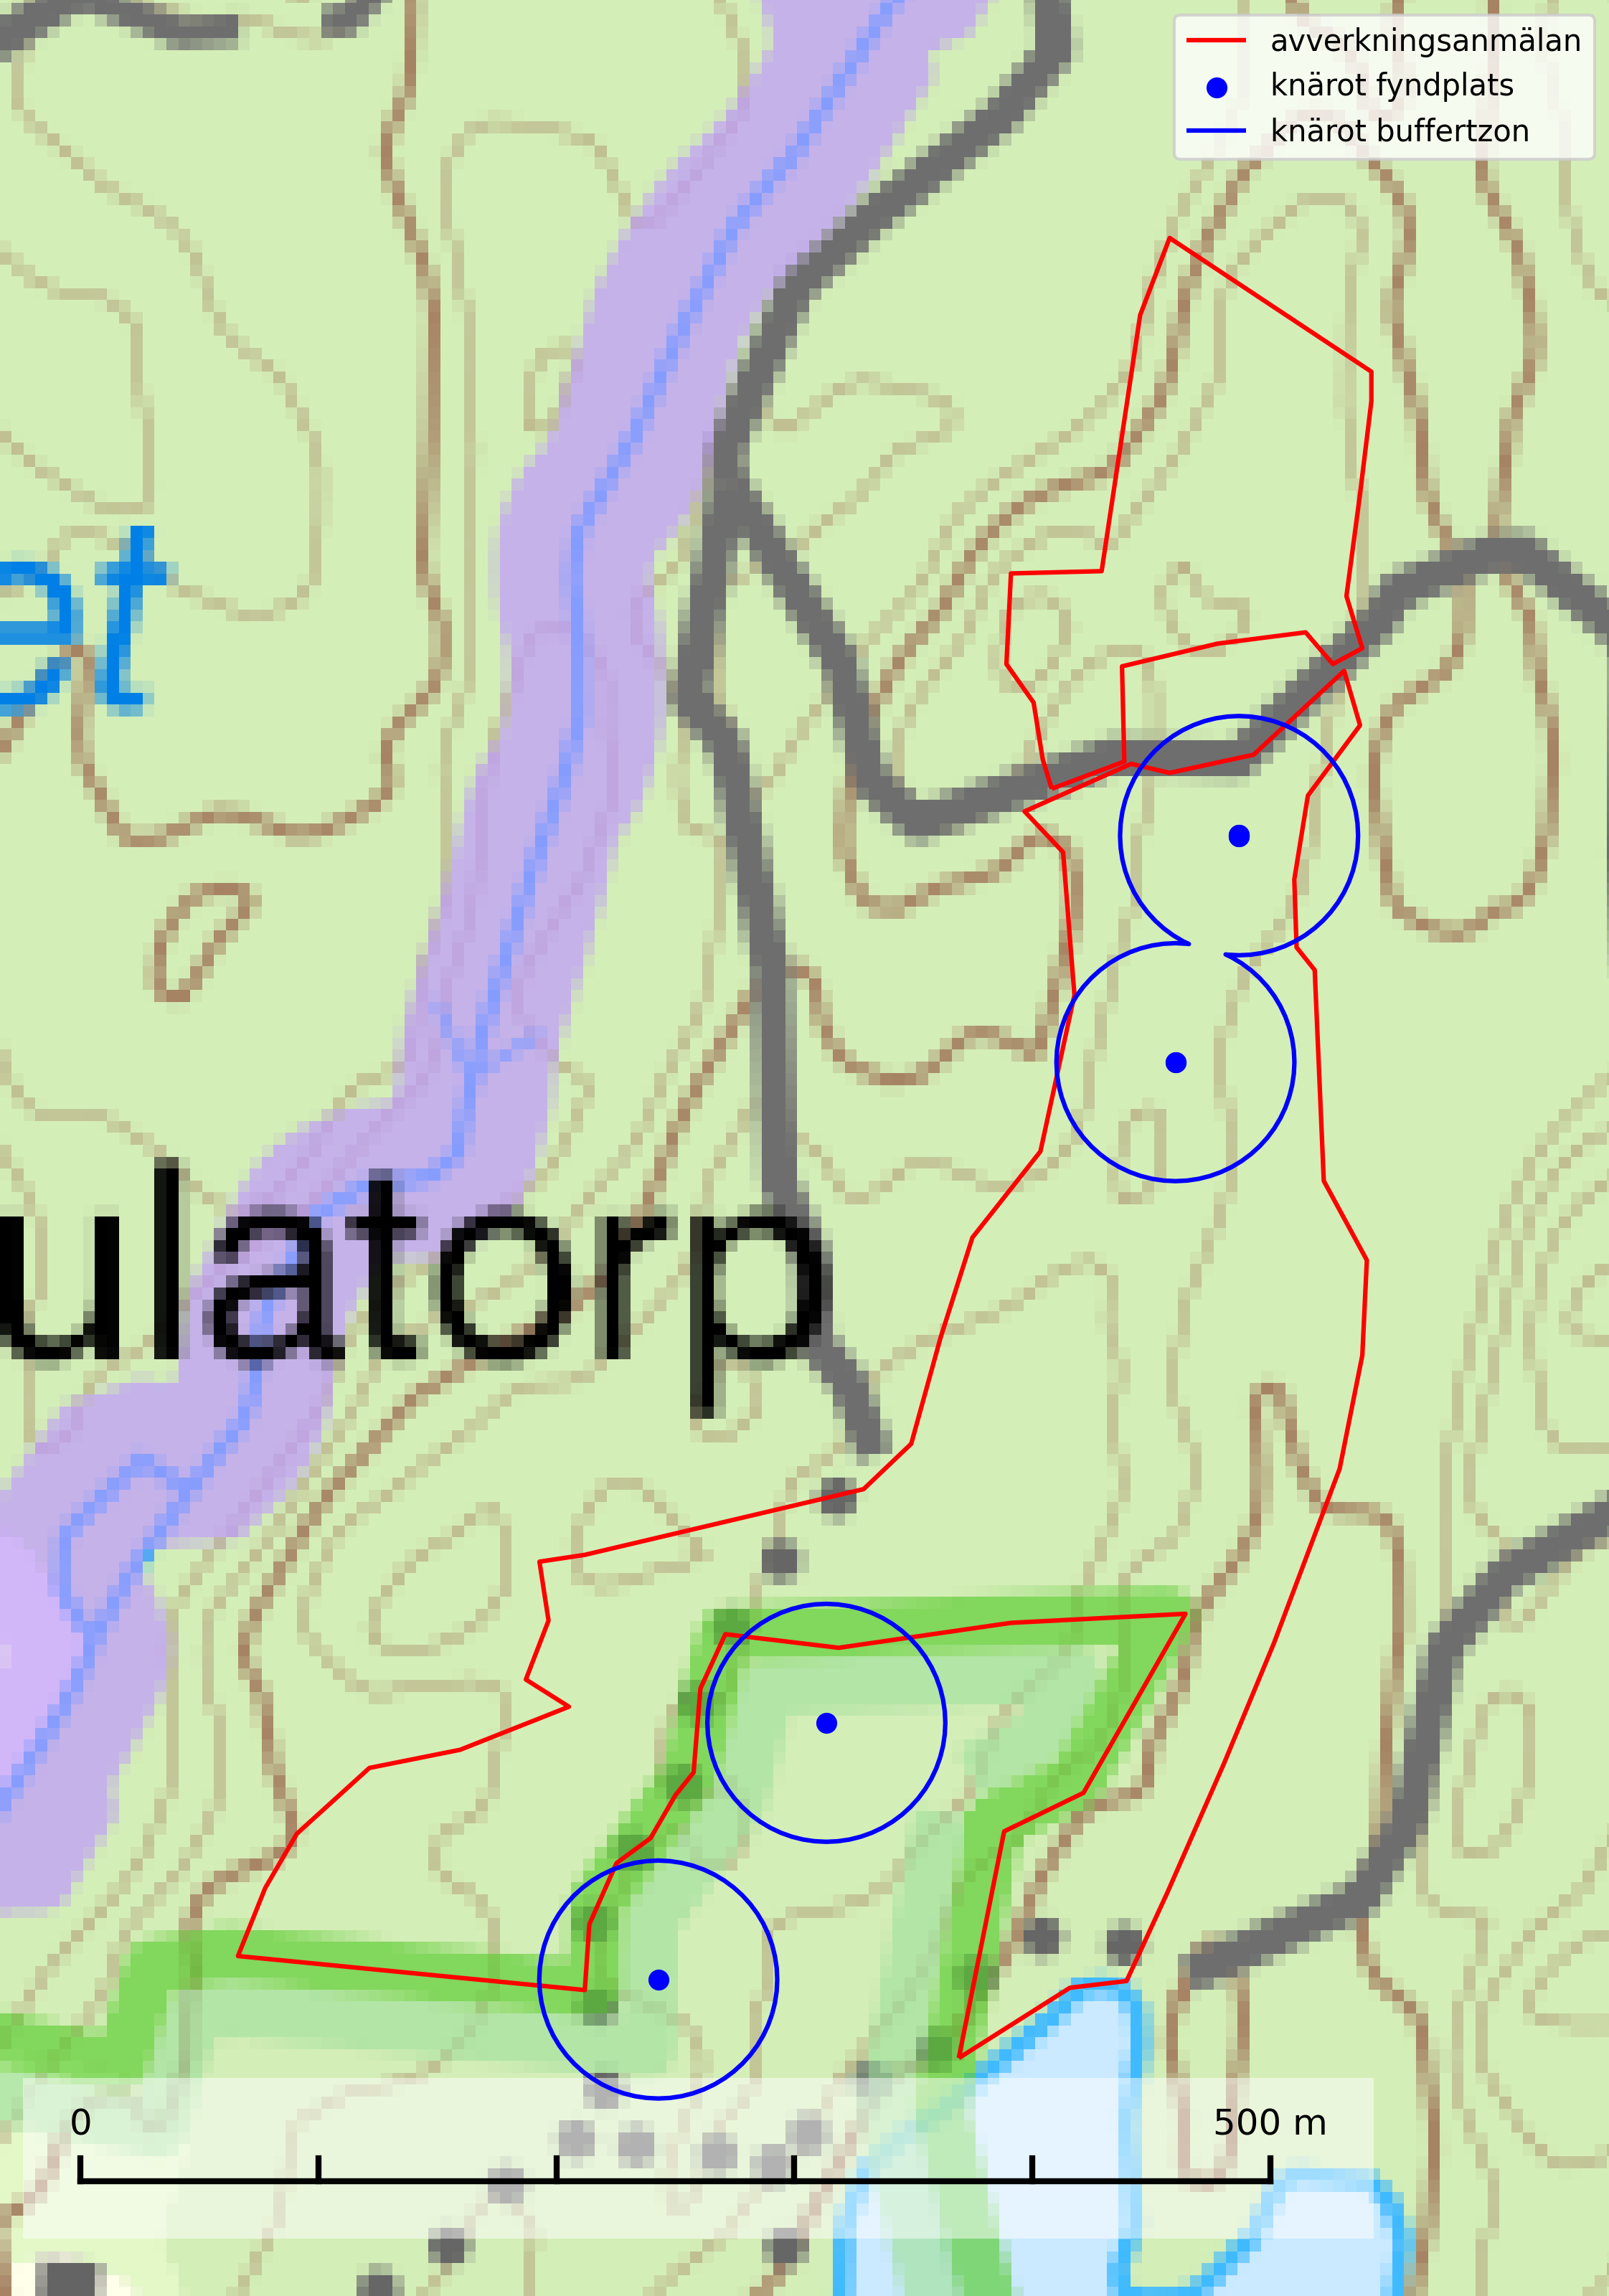 avverkningsanmälan
knärot fyndplats
knärot buffertzon
et
ulatorp
0 500 m